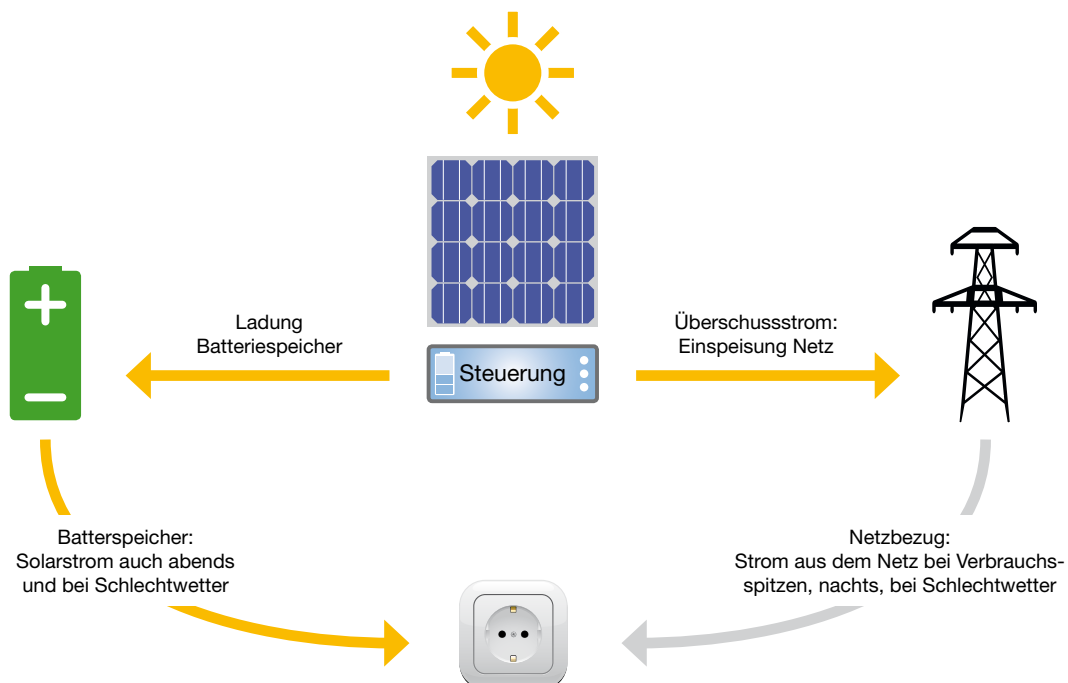 Ladung
Batteriespeicher
Steuerung
Überschussstrom:
Einspeisung Netz
Batterspeicher:
Solarstrom auch abends
und bei Schlechtwetter
Netzbezug:
Strom aus dem Netz bei Verbrauchs-
spitzen, nachts, bei Schlechtwetter